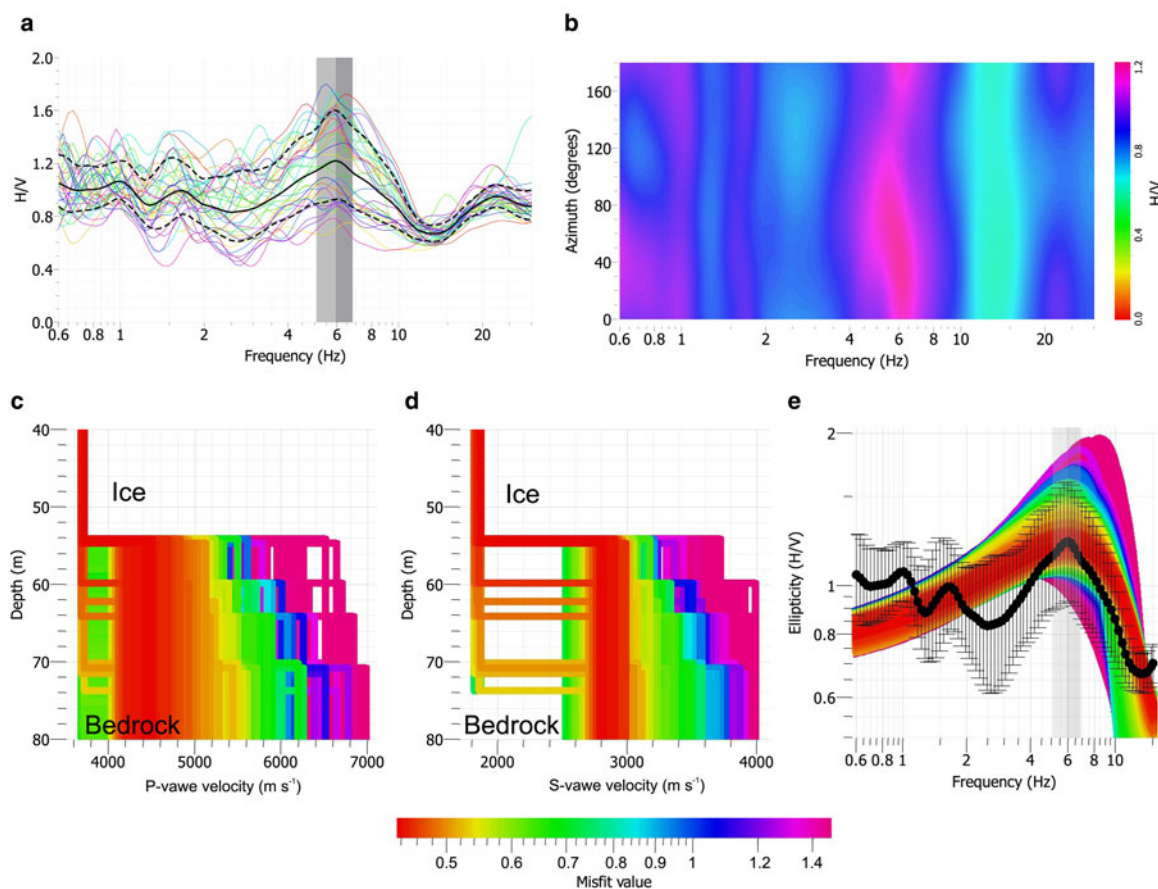 a
2.0
1.6
1.2
0.8
0.4
0.0
H/V
0.6 0.8 1 2 4 6 8 10 20
Frequency (Hz)
b
160
120
80
40
0
Azimuth (degrees)
0.6 0.8 1 2 4 6 8 10 20
Frequency (Hz)
1.2
0.8
0.4
0.0
H/V
c
40
50
60
70
80
Depth (m)
Ice
Bedrock
4000 5000 6000 7000
P-vawe velocity (m s⁻¹)
d
40
50
60
70
80
Depth (m)
Ice
Bedrock
2000 3000 4000
S-vawe velocity (m s⁻¹)
e
2
1
0.8
0.6
Ellipticity (H/V)
0.6 0.8 1 2 4 6 8 10
Frequency (Hz)
0.5 0.6 0.7 0.8 0.9 1 1.2 1.4
Misfit value